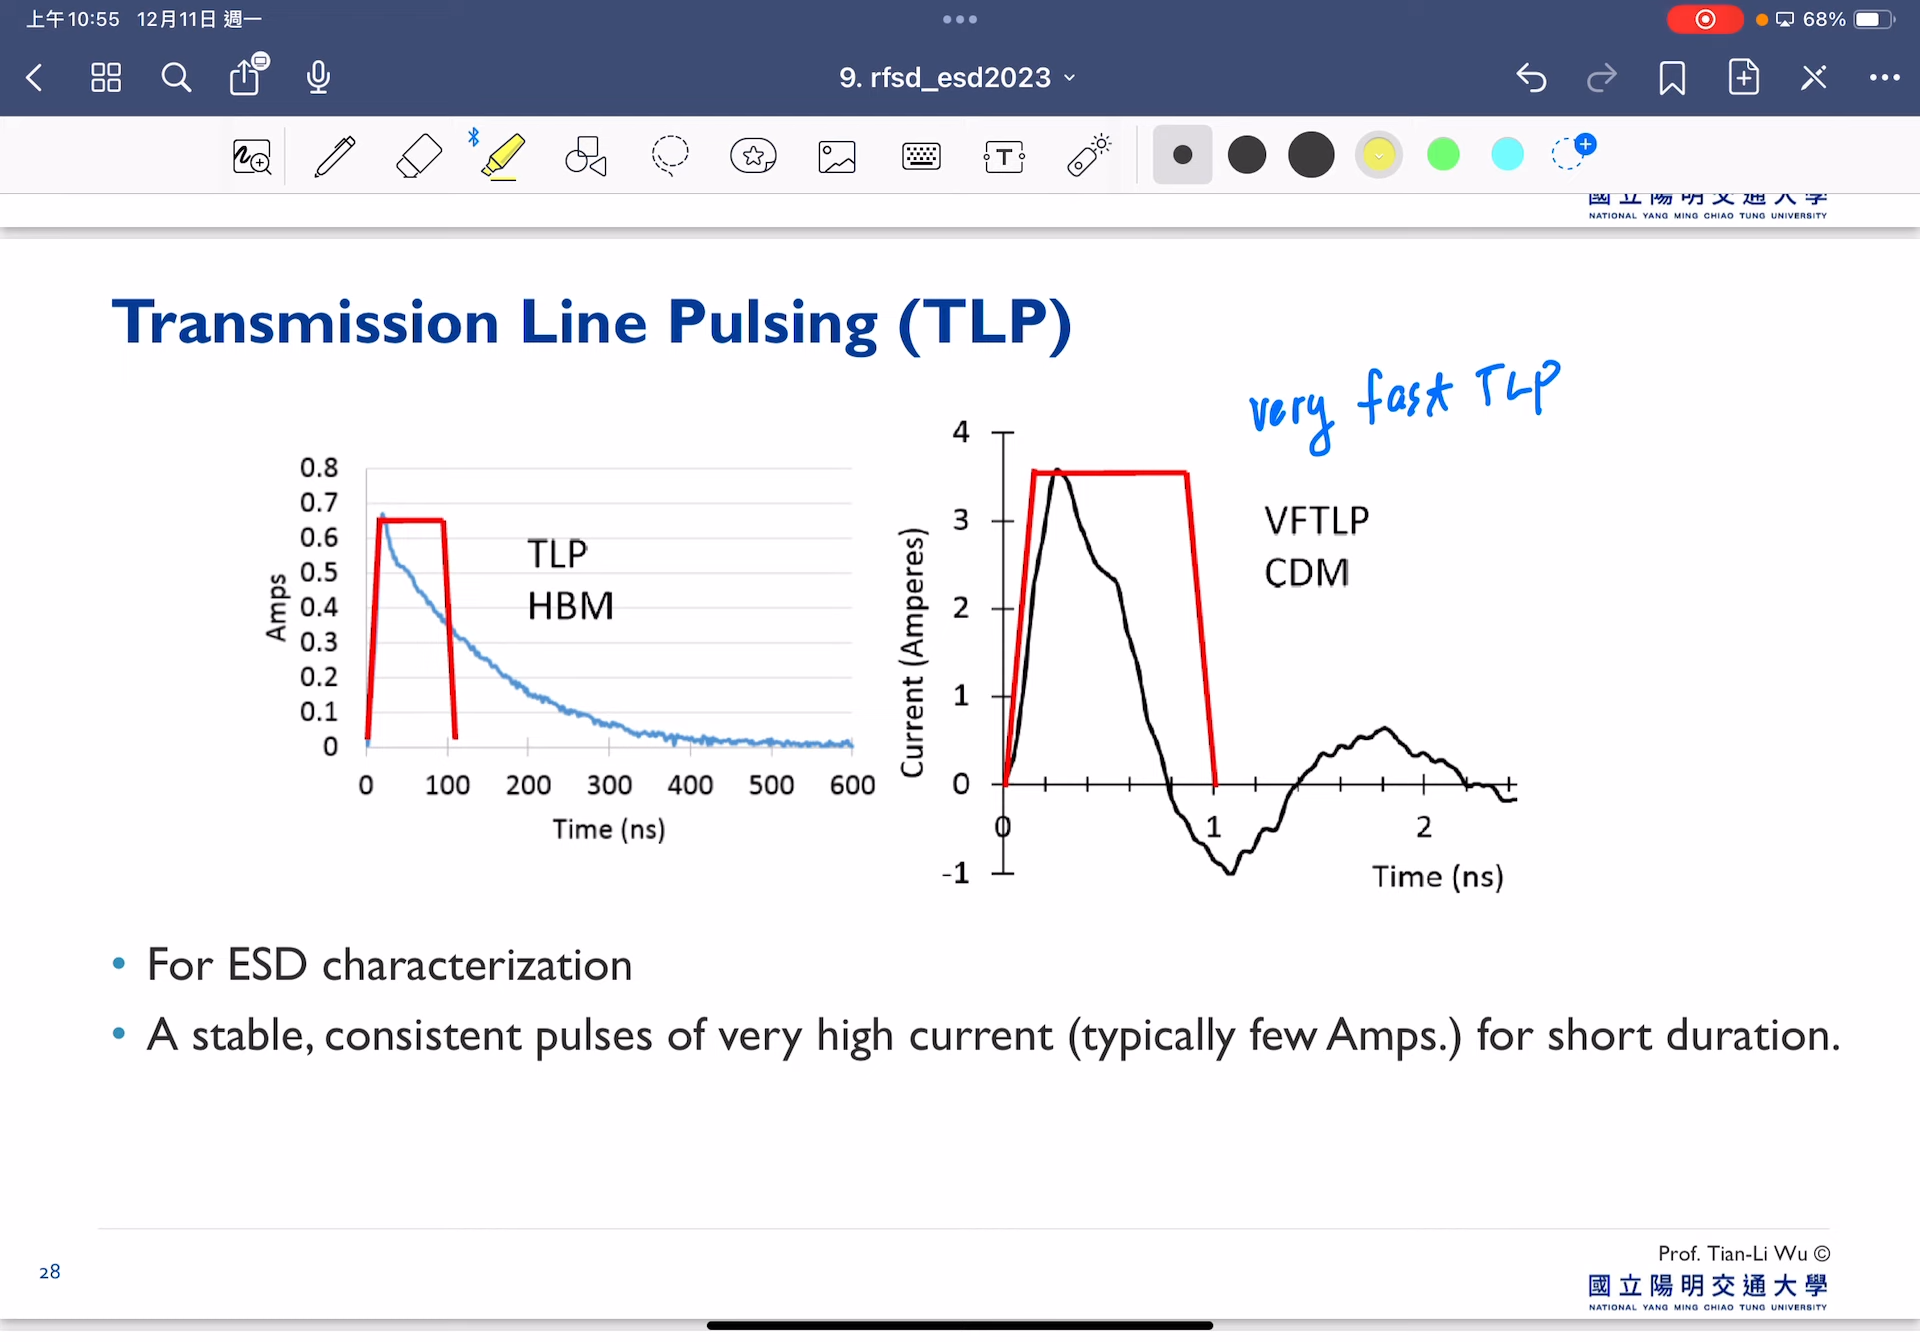 上午10:55 12月11日 週一
68%
9. rfsd_esd2023
T
國立陽明交通大學
NATIONAL YANG MING CHIAO TUNG UNIVERSITY
Transmission Line Pulsing (TLP)
very fast TLP
0.8
0.7
0.6
0.5
0.4
0.3
0.2
0.1
0
Amps
TLP
HBM
0 100 200 300 400 500 600
Time (ns)
4
3
2
1
0
-1
Current (Amperes)
VFTLP
CDM
0 1 2
Time (ns)
• For ESD characterization
• A stable, consistent pulses of very high current (typically few Amps.) for short duration.
28
Prof. Tian-Li Wu ©
國立陽明交通大學
NATIONAL YANG MING CHIAO TUNG UNIVERSITY